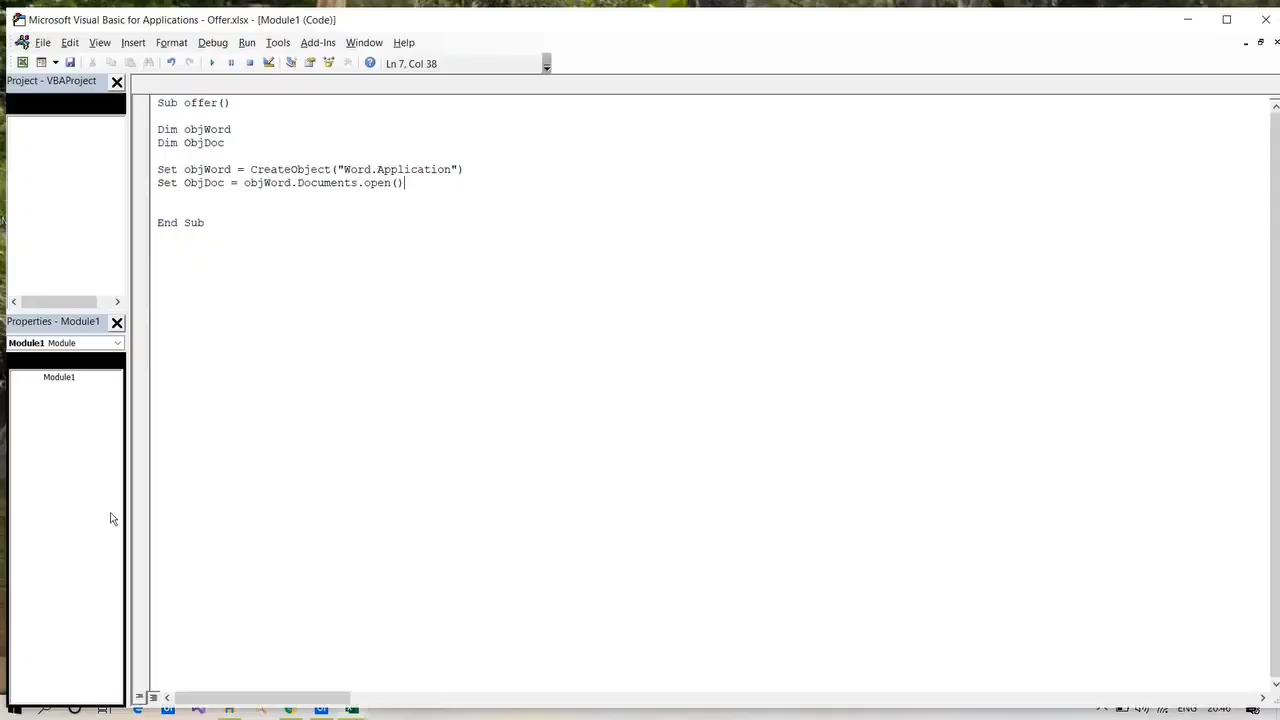 Microsoft Visual Basic for Applications - Offer.xlsx - [Module1 (Code)]
File Edit View Insert Format Debug Run Tools Add-Ins Window Help
Ln 7, Col 38
Project - VBAProject
Sub offer()
Dim objWord
Dim ObjDoc
Set objWord = CreateObject("Word.Application")
Set ObjDoc = objWord.Documents.open()
End Sub
Properties - Module1
Module1 Module
Module1
ENG 20:46